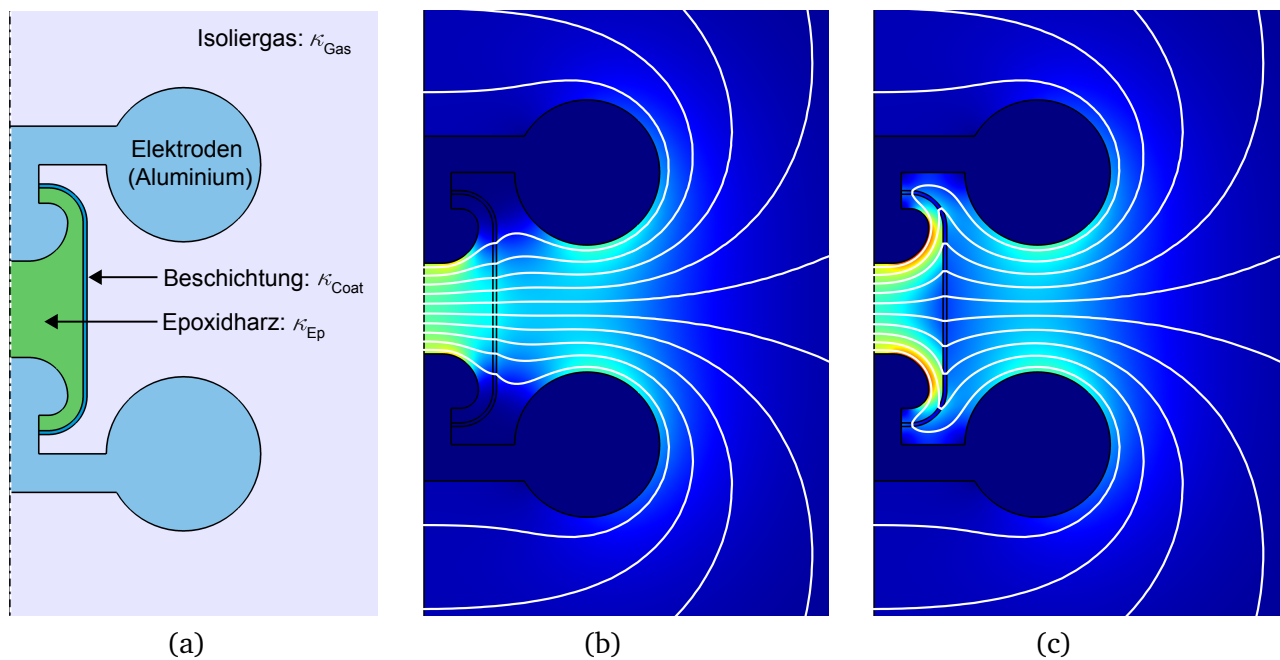 Isoliergas: κGas
Elektroden
(Aluminium)
Beschichtung: κCoat
Epoxidharz: κEp
(a)
(b)
(c)